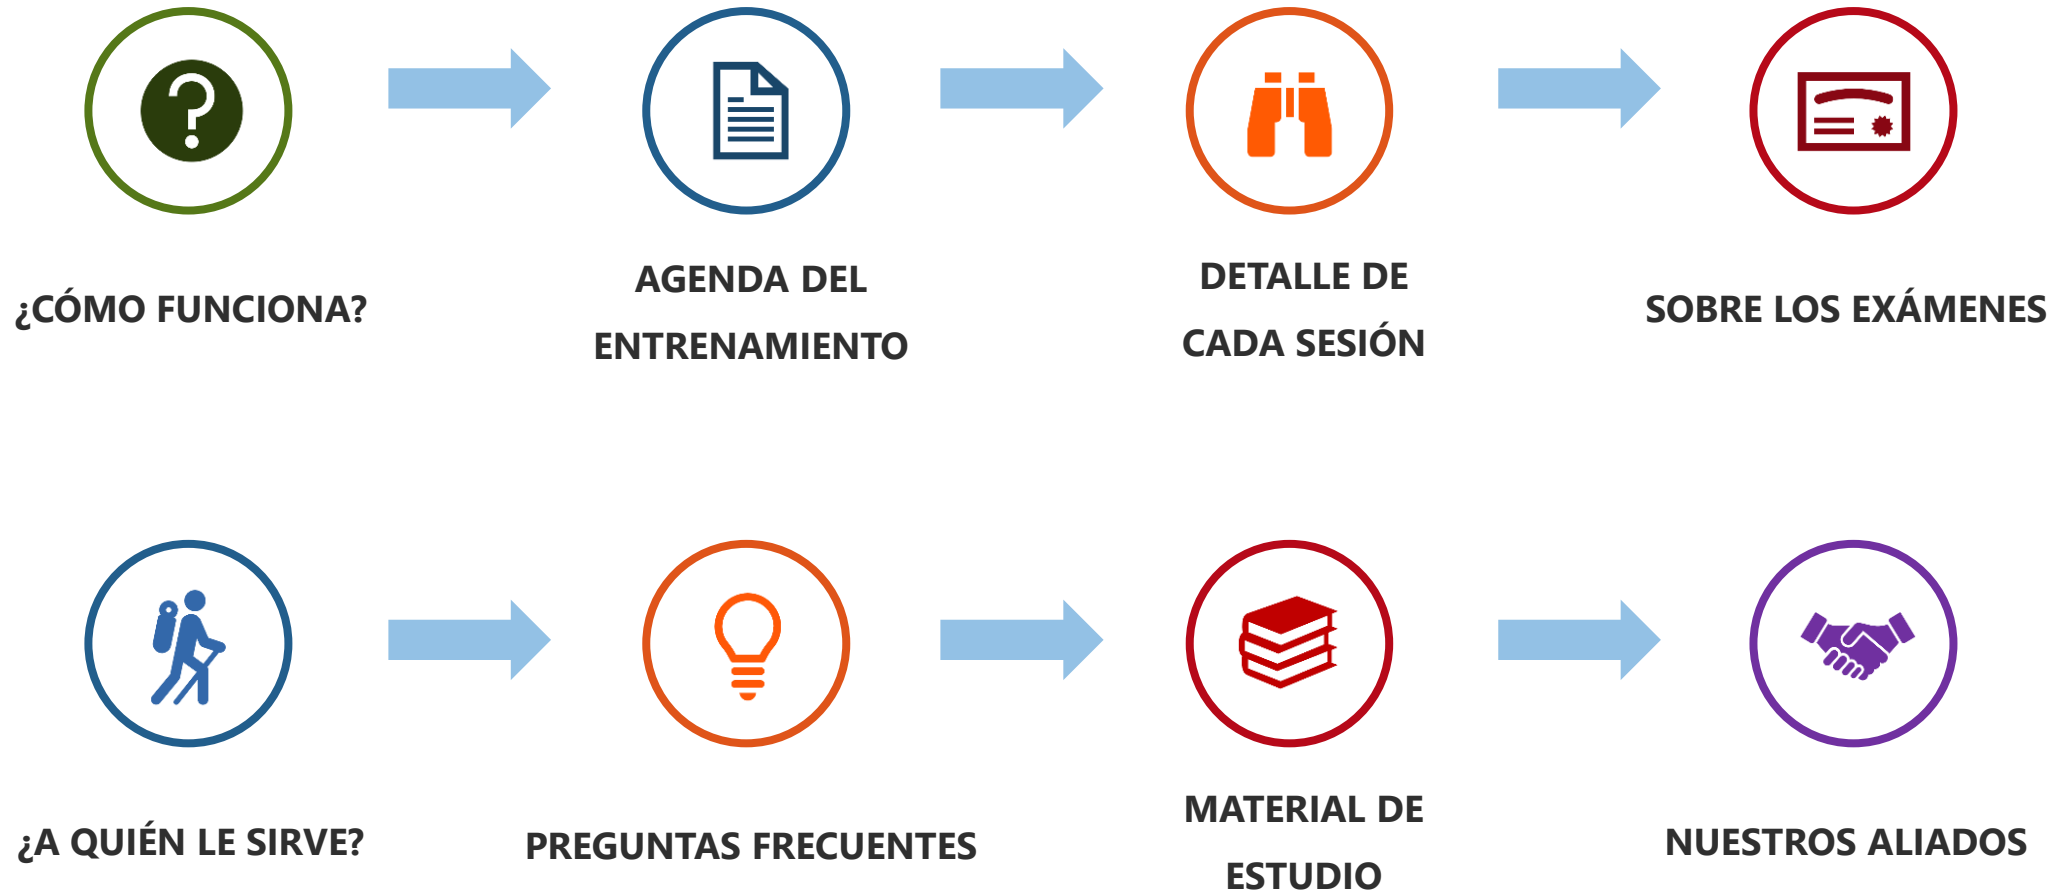 ¿CÓMO FUNCIONA?
AGENDA DEL
ENTRENAMIENTO
DETALLE DE
CADA SESIÓN
SOBRE LOS EXÁMENES
¿A QUIÉN LE SIRVE?
PREGUNTAS FRECUENTES
MATERIAL DE
ESTUDIO
NUESTROS ALIADOS